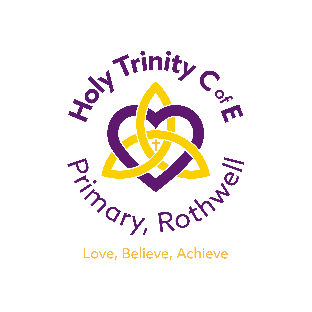 Holy Trinity C of E
Primary, Rothwell
Love, Believe, Achieve